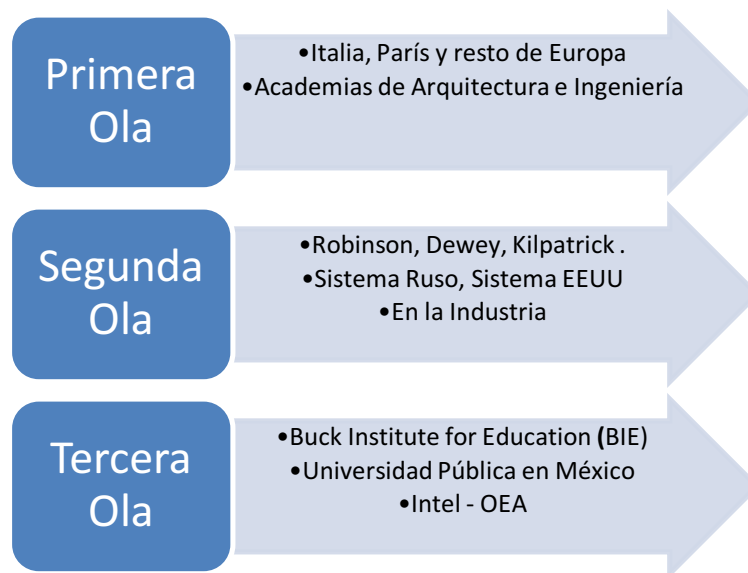 Primera
Ola
•Italia, París y resto de Europa
•Academias de Arquitectura e Ingeniería
Segunda
Ola
•Robinson, Dewey, Kilpatrick .
•Sistema Ruso, Sistema EEUU
•En la Industria
Tercera
Ola
•Buck Institute for Education (BIE)
•Universidad Pública en México
•Intel - OEA